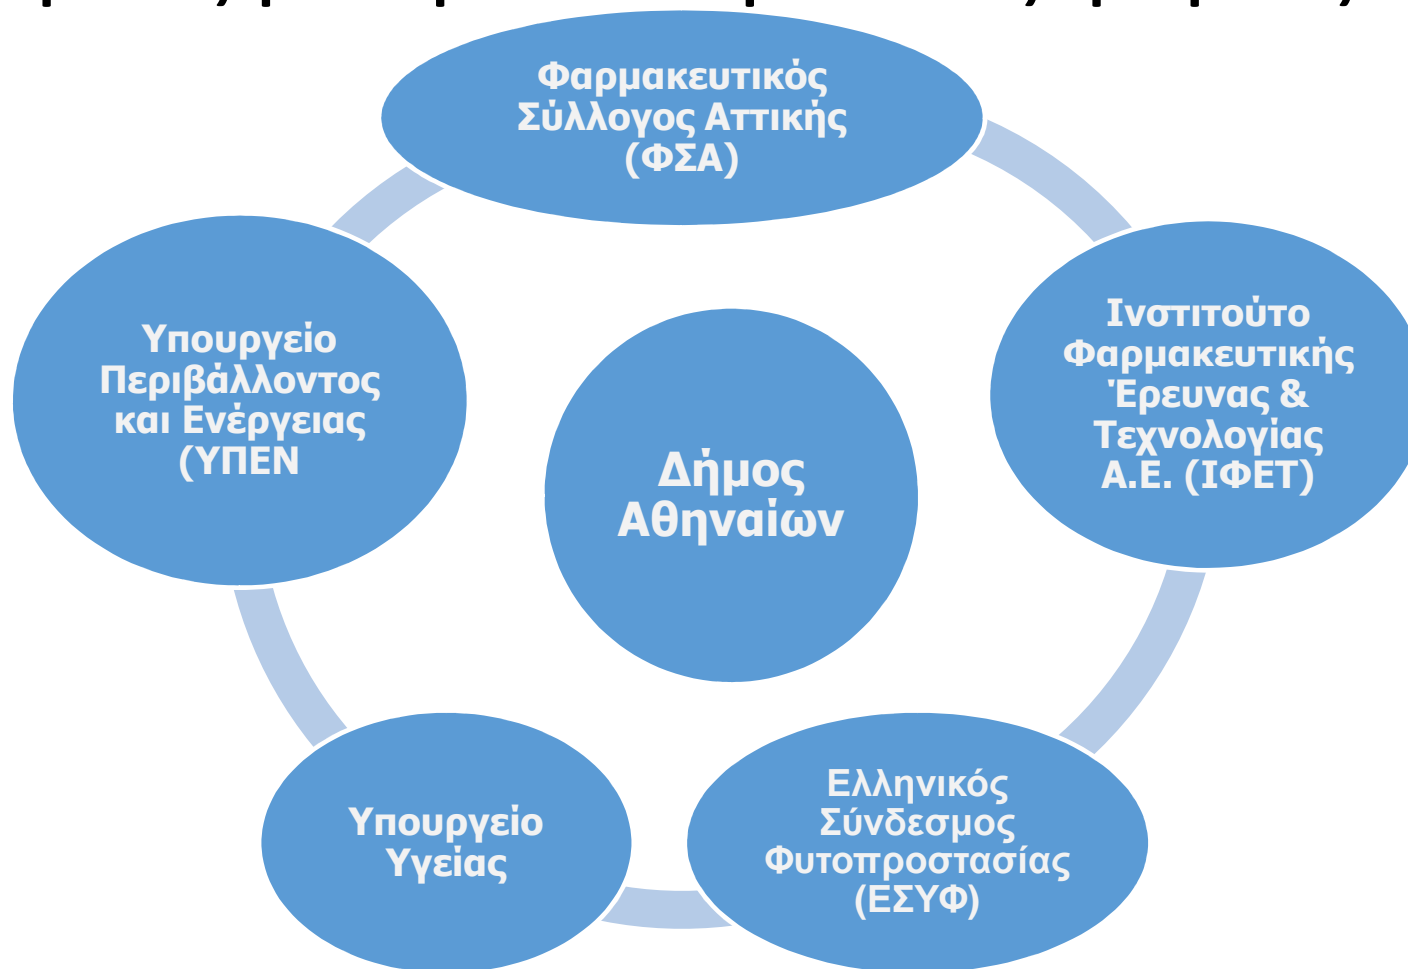 Φαρμακευτικός
Σύλλογος Αττικής
(ΦΣΑ)
Ινστιτούτο
Φαρμακευτικής
Έρευνας &
Τεχνολογίας
Α.Ε. (ΙΦΕΤ)
Ελληνικός
Σύνδεσμος
Φυτοπροστασίας
(ΕΣΥΦ)
Υπουργείο
Υγείας
Υπουργείο
Περιβάλλοντος
και Ενέργειας
(ΥΠΕΝ
Δήμος
Αθηναίων